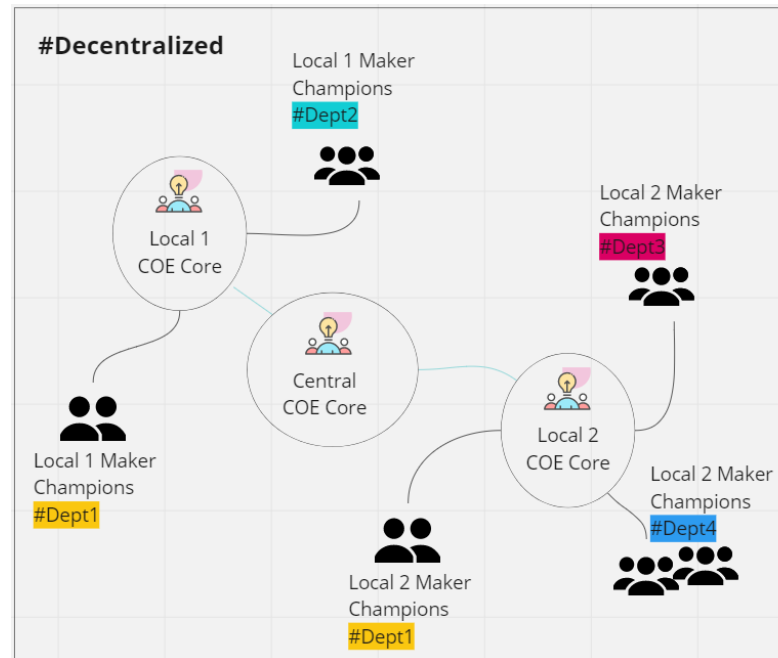 #Decentralized
Local 1 Maker
Champions
#Dept2
Local 1
COE Core
Local 2 Maker
Champions
#Dept3
Central
COE Core
Local 2
COE Core
Local 1 Maker
Champions
#Dept1
Local 2 Maker
Champions
#Dept4
Local 2 Maker
Champions
#Dept1